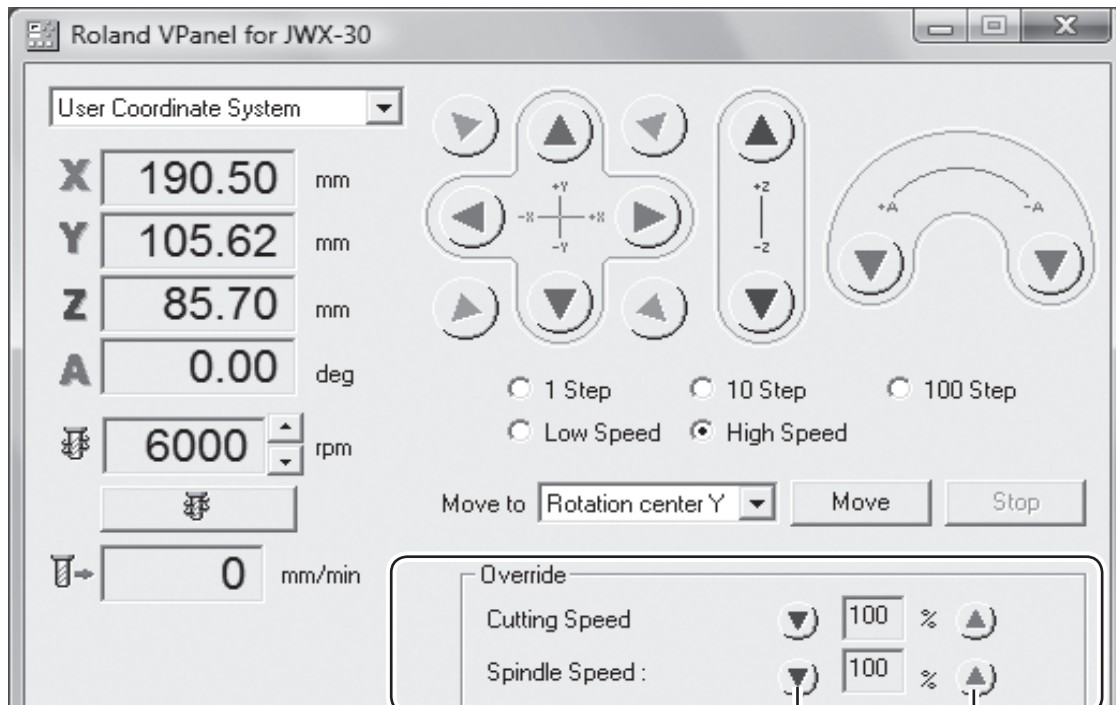 Roland VPanel for JWX-30
User Coordinate System
X 190.50 mm
Y 105.62 mm
Z 85.70 mm
A 0.00 deg
6000 rpm
0 mm/min
+Y
-X +X
-Y
+Z
-Z
+A -A
1 Step 10 Step 100 Step
Low Speed High Speed
Move to Rotation center Y Move Stop
Override
Cutting Speed 100 %
Spindle Speed : 100 %